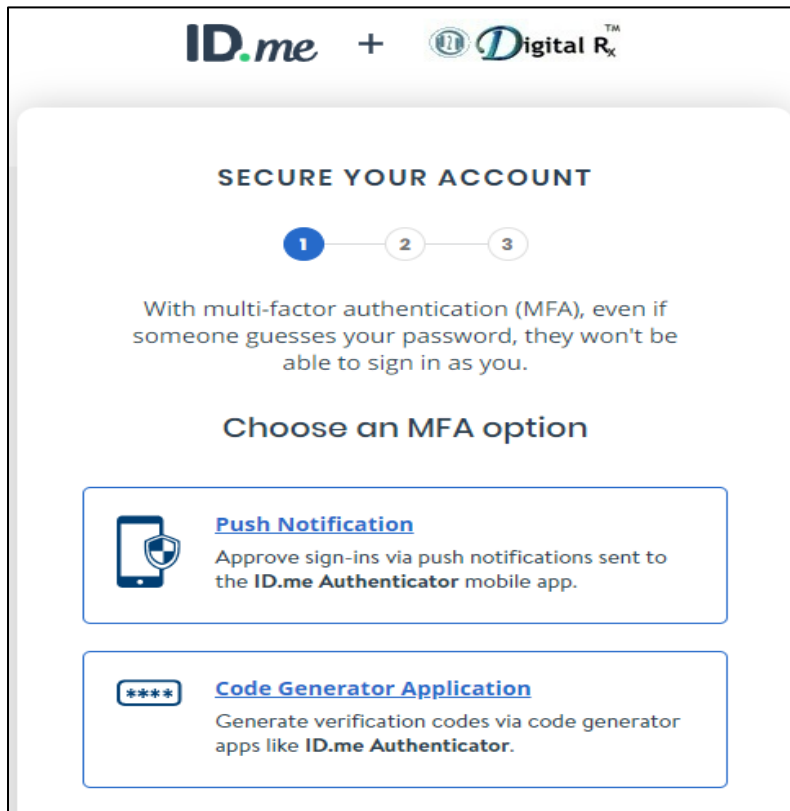 ID.me + Digital Rx™
SECURE YOUR ACCOUNT
1 2 3
With multi-factor authentication (MFA), even if
someone guesses your password, they won't be
able to sign in as you.
Choose an MFA option
Push Notification
Approve sign-ins via push notifications sent to
the ID.me Authenticator mobile app.
****
Code Generator Application
Generate verification codes via code generator
apps like ID.me Authenticator.